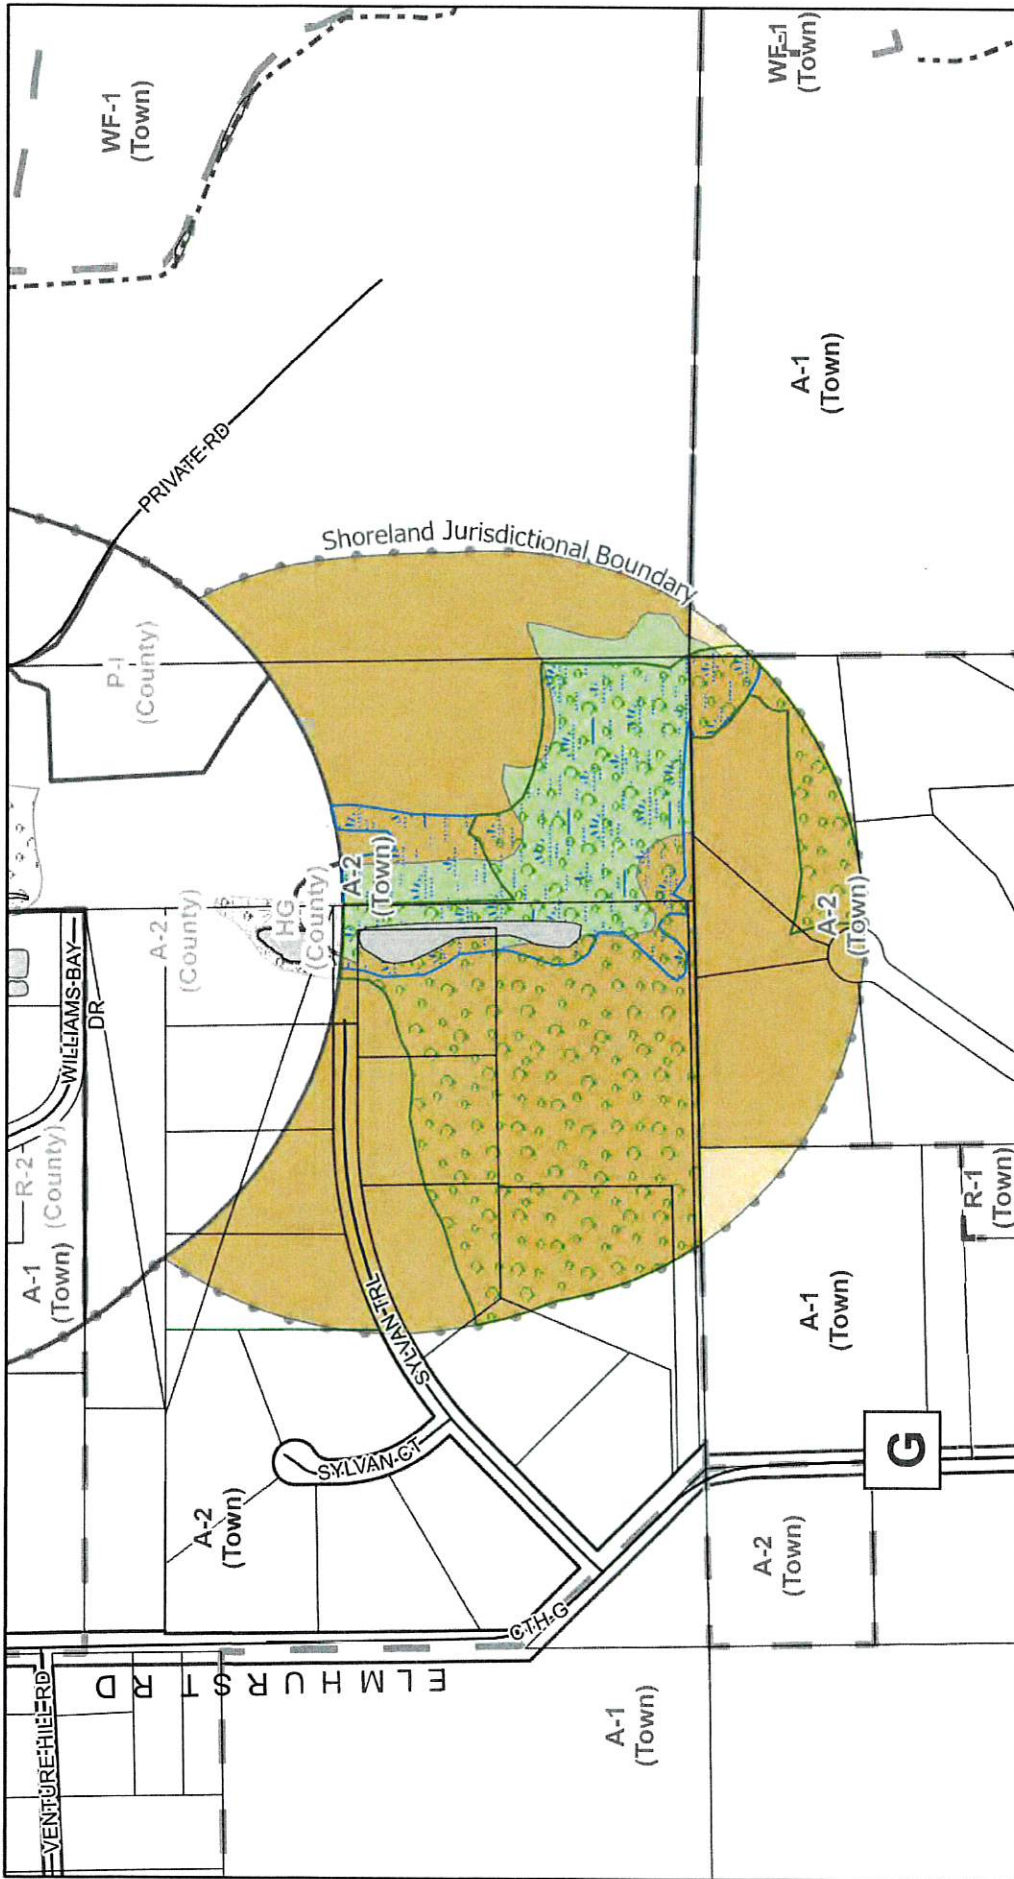 WF-1
(Town)
WF-1
(Town)
PRIVATE RD
A-1
(Town)
Shoreland Jurisdictional Boundary
P-I
(County)
A-2
(Town)
HG
(County)
A-2
(County)
A-2
(Town)
WILLIAMS BAY
DR
R-2
(County)
A-1
(Town)
R-1
(Town)
A-1
(Town)
SYLVAN TRL
SYLVAN CT
G
A-2
(Town)
A-2
(Town)
CTH G
ELMHURST RD
VENTURE HILL RD
A-1
(Town)